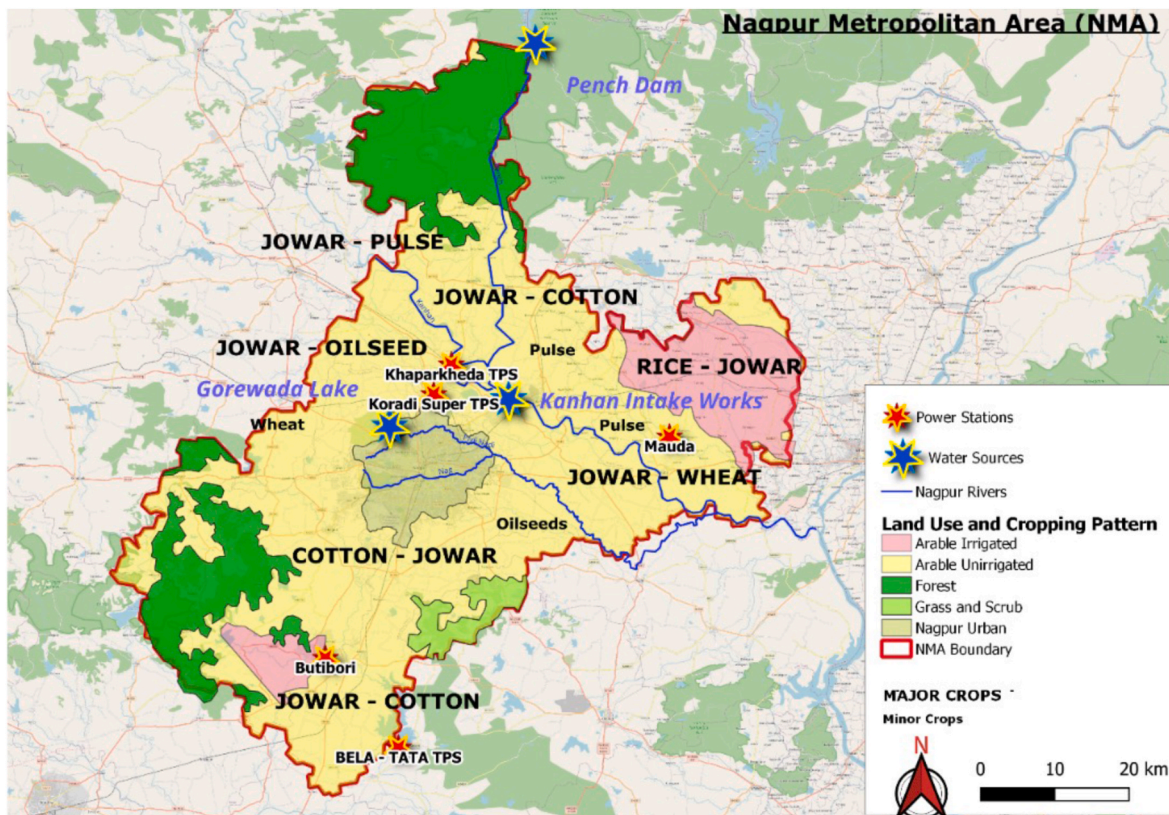 Nagpur Metropolitan Area (NMA)
Pench Dam
JOWAR - PULSE
JOWAR - COTTON
Kanhan
JOWAR - OILSEED
Pulse
RICE - JOWAR
Khaparkheda TPS
Gorewada Lake
Koradi Super TPS
Kanhan Intake Works
Wheat
Pulse
Mauda
Nag
JOWAR - WHEAT
Oilseeds
COTTON - JOWAR
Butibori
JOWAR - COTTON
BELA - TATA TPS
Power Stations
Water Sources
Nagpur Rivers
Land Use and Cropping Pattern
Arable Irrigated
Arable Unirrigated
Forest
Grass and Scrub
Nagpur Urban
NMA Boundary
MAJOR CROPS -
Minor Crops
N
0 10 20 km